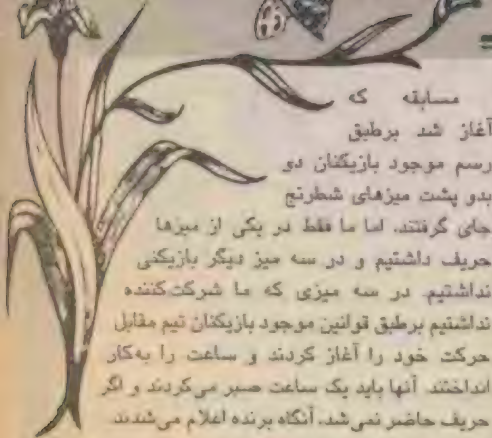 مسابقه که
آغاز شد برطبق
رسم موجود بازیکنان دو
بدو پشت میزهای شطرنج
جای گرفتند. اما ما فقط در یکی از میزها
حریف داشتیم و در سه میز دیگر بازیکنی
نداشتیم. در سه میزی که ما شرکت‌کننده
نداشتیم برطبق قوانین موجود بازیکنان تیم مقابل
حرکت خود را آغاز کردند و ساعت را به‌کار
انداختند. آنها باید یک ساعت صبر می‌کردند و اگر
حریف حاضر نمی‌شد، آنگاه برنده اعلام می‌شدند